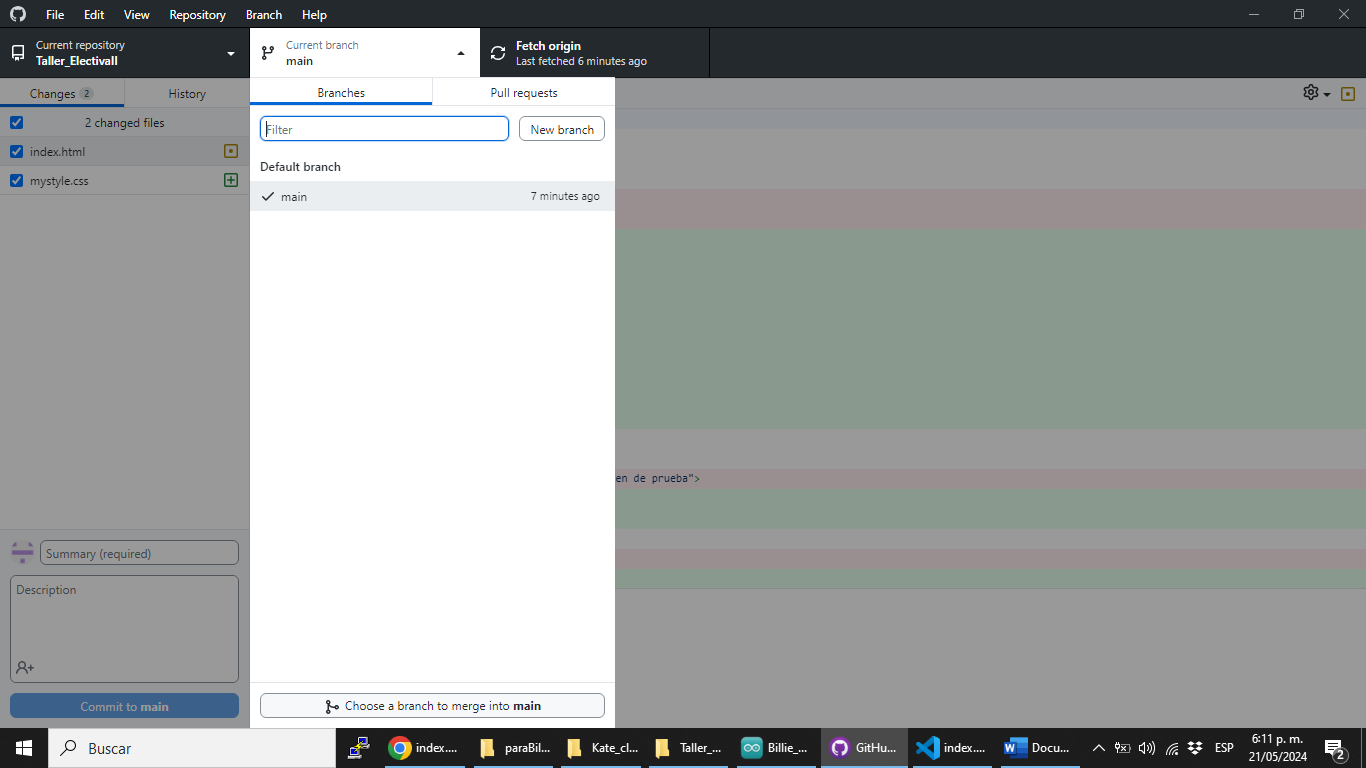 File Edit View Repository Branch Help
Current repository
Taller_ElectivaII
Current branch
main
Fetch origin
Last fetched 6 minutes ago
Changes 2
History
Branches
Pull requests
2 changed files
Filter
New branch
index.html
mystyle.css
Default branch
main 7 minutes ago
en de prueba">
Summary (required)
Description
Commit to main
Choose a branch to merge into main
Buscar
index....
paraBil...
Kate_cl...
Taller_...
Billie_...
GitHu...
index....
Docu...
ESP
6:11 p. m.
21/05/2024
2